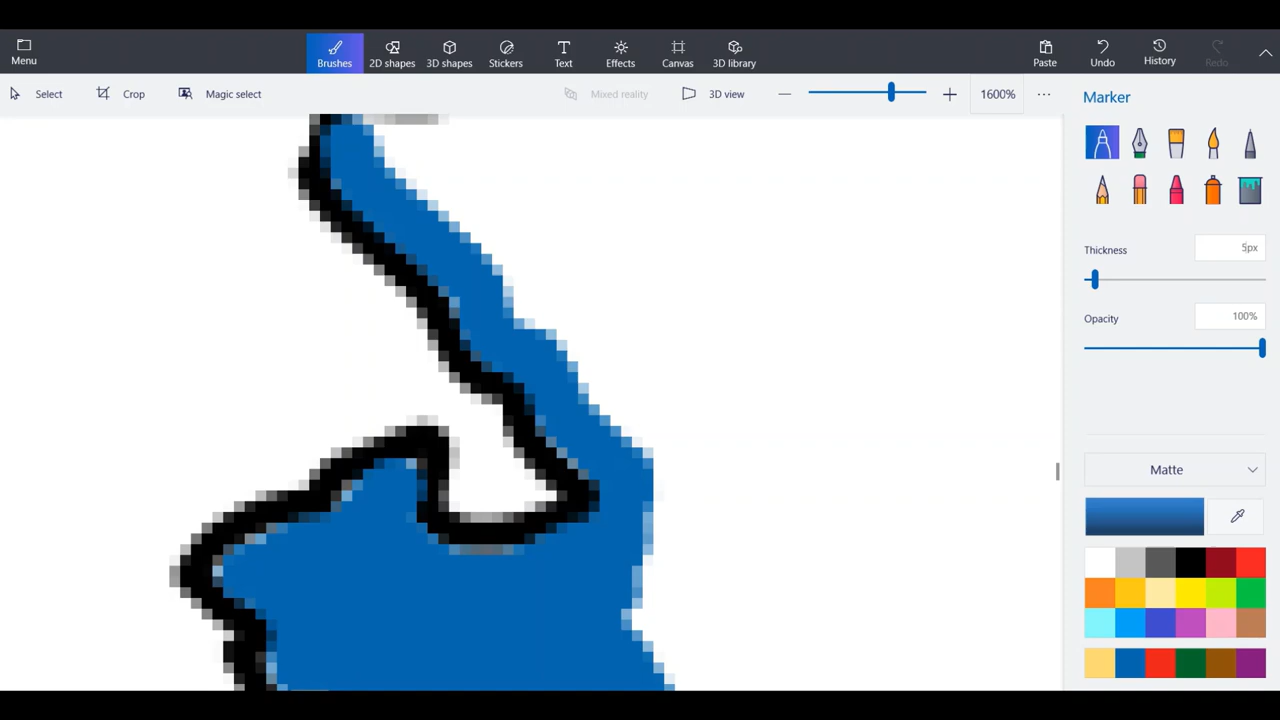 Menu
Brushes
2D shapes
3D shapes
Stickers
Text
Effects
Canvas
3D library
Paste
Undo
History
Redo
Select
Crop
Magic select
Mixed reality
3D view
1600%
Marker
Thickness
5px
Opacity
100%
Matte